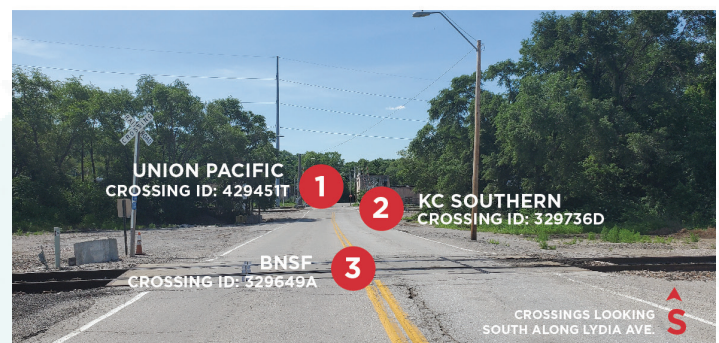 UNION PACIFIC
CROSSING ID: 429451T
1
2
KC SOUTHERN
CROSSING ID: 329736D
BNSF
CROSSING ID: 329649A
3
CROSSINGS LOOKING
SOUTH ALONG LYDIA AVE.
S